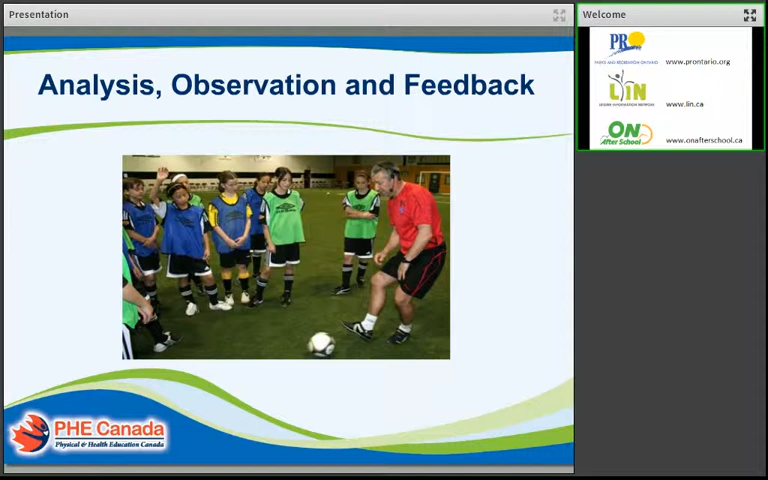 Presentation
Welcome
Analysis, Observation and Feedback
PHE Canada
Physical & Health Education Canada
PRO
PARKS AND RECREATION ONTARIO
www.prontario.org
LIN
LEISURE INFORMATION NETWORK
www.lin.ca
ON
After School
www.onafterschool.ca